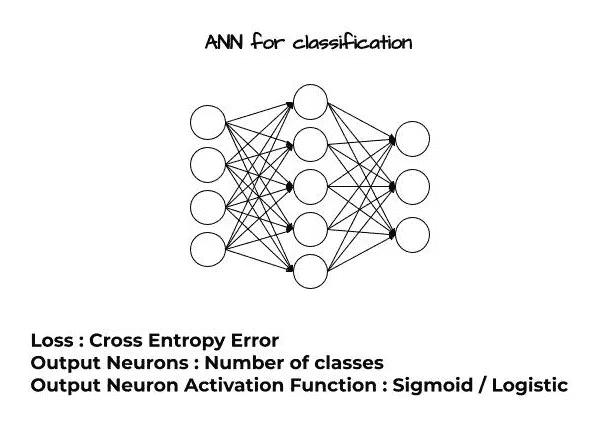 ANN for classification
Loss : Cross Entropy Error
Output Neurons : Number of classes
Output Neuron Activation Function : Sigmoid / Logistic